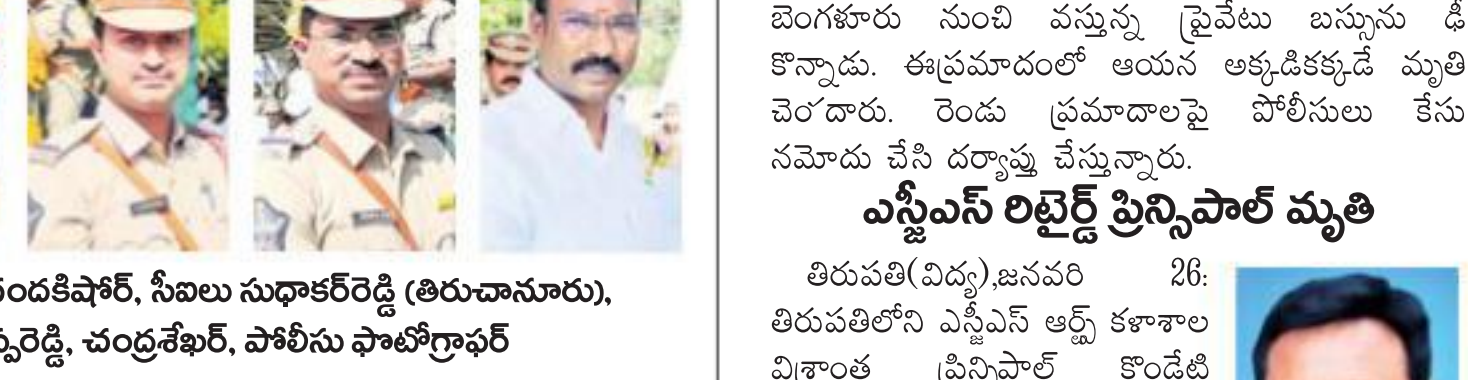 నందకిషోర్, సీఐలు సుధాకర్‌రెడ్డి (తిరుచానూరు),
ప్పరెడ్డి, చంద్రశేఖర్, పోలీసు ఫొటోగ్రాఫర్
బెంగళూరు నుంచి వస్తున్న ప్రైవేటు బస్సును ఢీ
కొన్నాడు. ఈప్రమాదంలో ఆయన అక్కడికక్కడే మృతి
చెందారు. రెండు ప్రమాదాలపై పోలీసులు కేసు
నమోదు చేసి దర్యాప్తు చేస్తున్నారు.
ఎస్జీఎస్ రిటైర్డ్ ప్రిన్సిపాల్ మృతి
తిరుపతి(విద్య),జనవరి 26:
తిరుపతిలోని ఎస్జీఎస్ ఆర్ట్స్ కళాశాల
విశ్రాంత ప్రిన్సిపాల్ కొండేటి